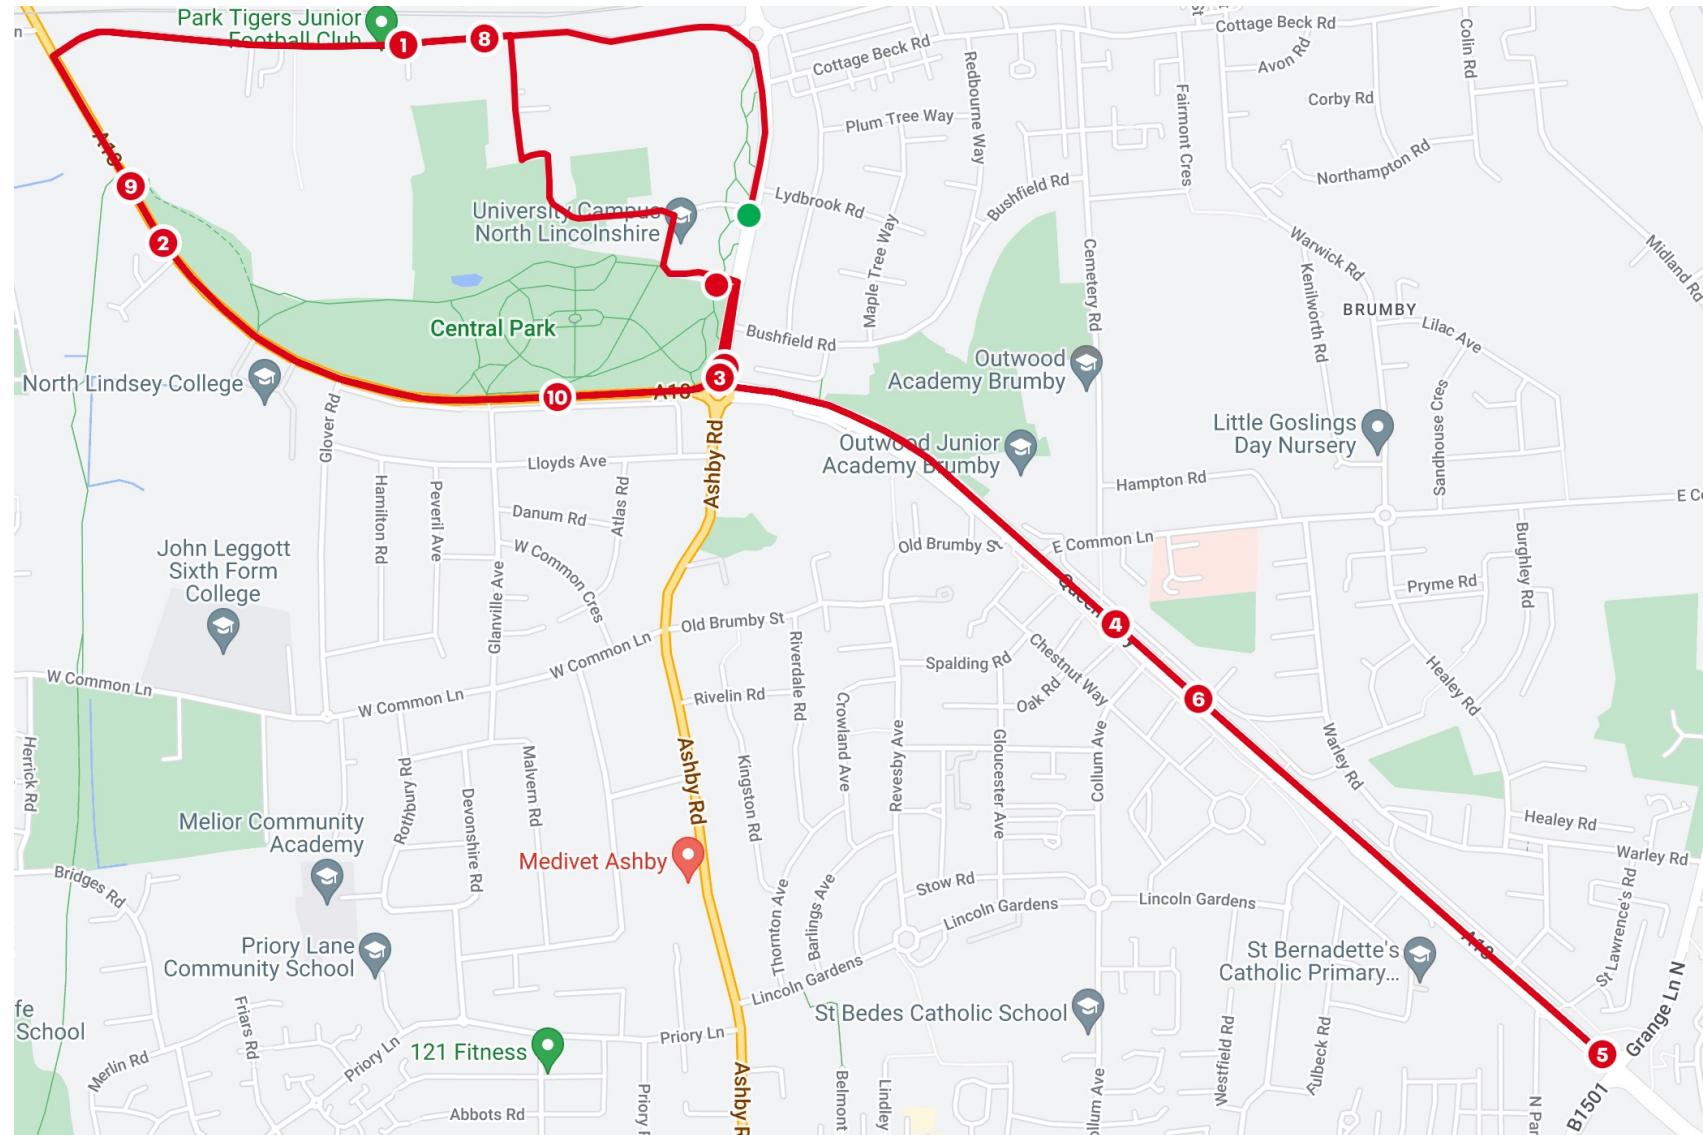 Park Tigers Junior
Football Club
1
8
Cottage Beck Rd
Cottage Beck Rd
Avon Rd
Colin Rd
Corby Rd
Redbourne Way
Plum Tree Way
Fairmont Cres
Northampton Rd
A18
9
2
University Campus
North Lincolnshire
Lydbrook Rd
Bushfield Rd
Maple Tree Way
Cemetery Rd
Warwick Rd
Kenilworth Rd
Midland Rd
BRUMBY
Lilac Ave
Central Park
Bushfield Rd
Outwood
Academy Brumby
North Lindsey College
3
10
A18
Glover Rd
Ashby Rd
Outwood Junior
Academy Brumby
Little Goslings
Day Nursery
Sandhouse Cres
Lloyds Ave
Hamilton Rd
Peveril Ave
Atlas Rd
Danum Rd
Hampton Rd
E Co
W Common Cres
Old Brumby St
E Common Ln
Burghley Rd
John Leggott
Sixth Form
College
Glanville Ave
Pryme Rd
4
Old Brumby St
W Common Ln
Riverdale Rd
Spalding Rd
Chestnut Way
Oak Rd
Healey Rd
W Common Ln
W Common Ln
Rivelin Rd
Crowland Ave
6
Herrick Rd
Rothbury Rd
Malvern Rd
Ashby Rd
Kingston Rd
Revesby Ave
Gloucester Ave
Collum Ave
Warley Rd
Devonshire Rd
Melior Community
Academy
Medivet Ashby
Healey Rd
Warley Rd
Bridges Rd
Thornton Ave
Barlings Ave
Stow Rd
Lincoln Gardens
Lincoln Gardens
St Lawrence's Rd
Priory Lane
Community School
Lincoln Gardens
A18
St Bernadette's
Catholic Primary...
fe
School
Friars Rd
St Bedes Catholic School
Westfield Rd
Fulbeck Rd
Grange Ln N
5
Priory Ln
121 Fitness
Priory Ln
Merlin Rd
Abbots Rd
Ashby R
Belmont
Lindley
llum Ave
N Par
B1501